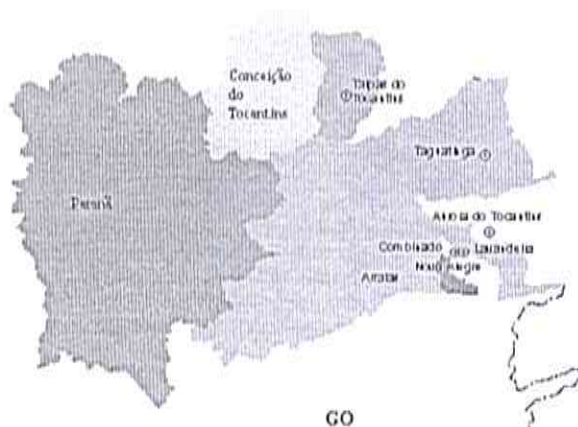 Conceição
do
Tocantins
Taipas do
Tocantins
Taguatinga
Paranã
Aurora do Tocantins
Combinado
Lavandeira
Novo Alegre
Arraias
GO